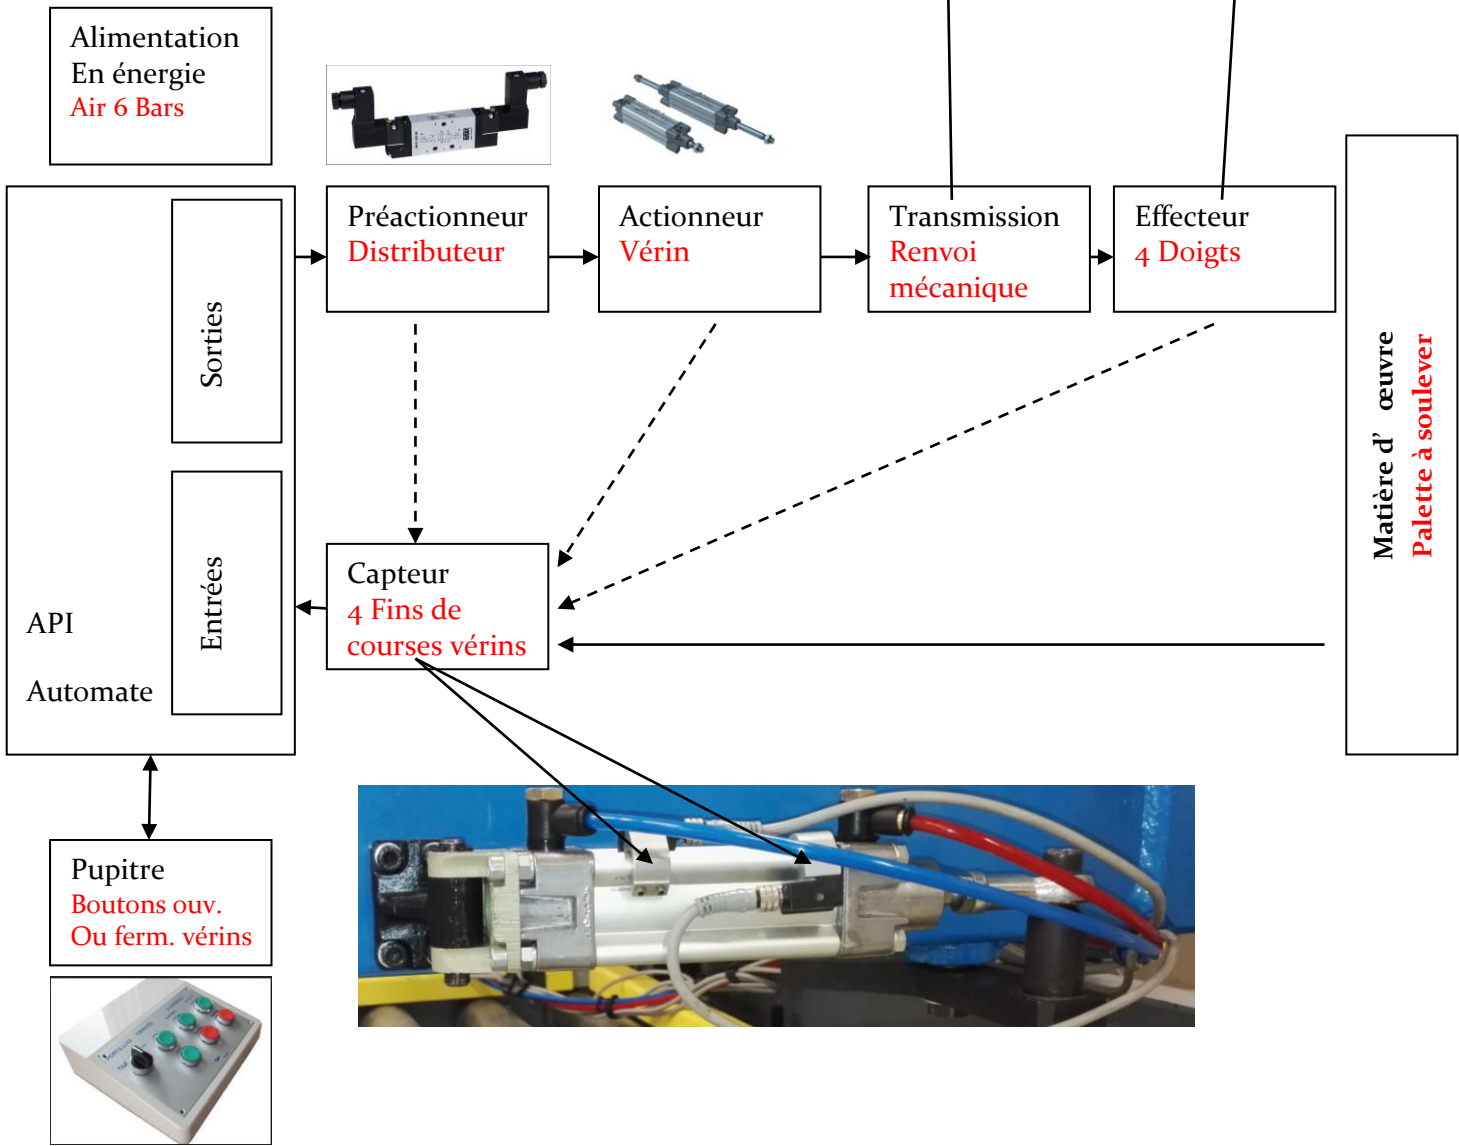 Alimentation
En énergie
Air 6 Bars
Préactionneur
Distributeur
Actionneur
Vérin
Transmission
Renvoi
mécanique
Effecteur
4 Doigts
Sorties
Entrées
API
Automate
Capteur
4 Fins de
courses vérins
Matière d’ œuvre
Palette à soulever
Pupitre
Boutons ouv.
Ou ferm. vérins